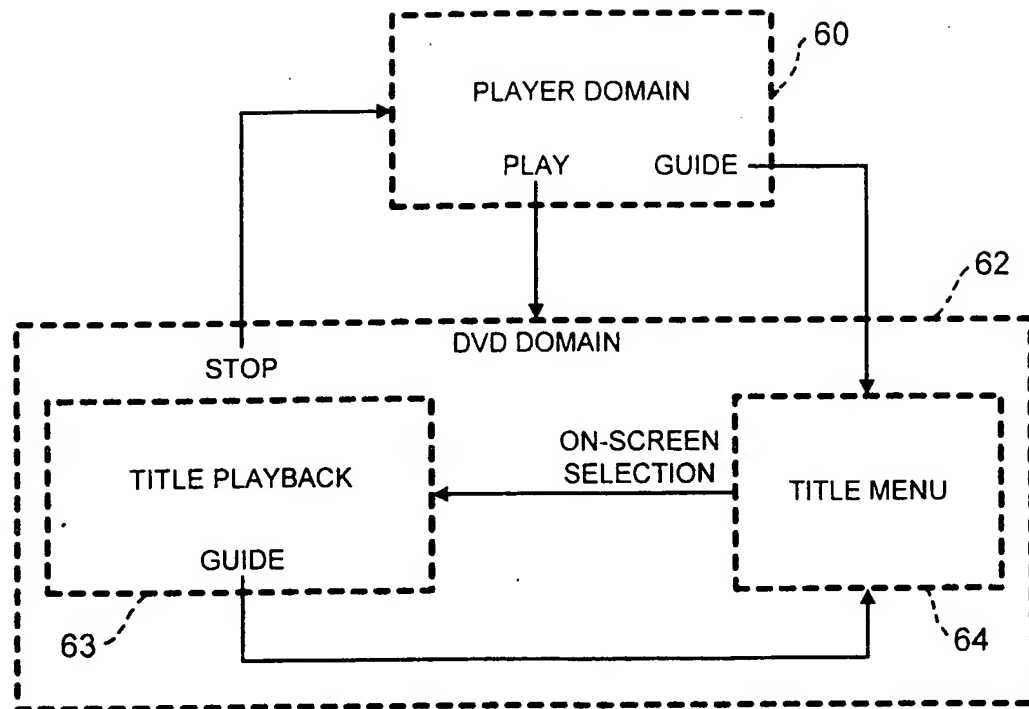 60
PLAYER DOMAIN
PLAY
GUIDE
62
DVD DOMAIN
STOP
ON-SCREEN
SELECTION
TITLE PLAYBACK
TITLE MENU
GUIDE
63
64